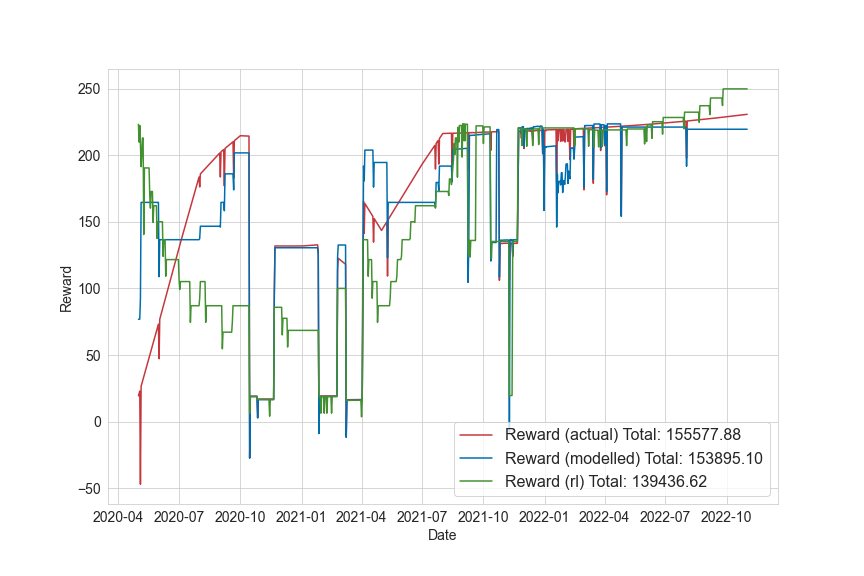 250
200
150
100
50
0
−50
Reward
2020-04 2020-07 2020-10 2021-01 2021-04 2021-07 2021-10 2022-01 2022-04 2022-07 2022-10
Date
Reward (actual) Total: 155577.88
Reward (modelled) Total: 153895.10
Reward (rl) Total: 139436.62